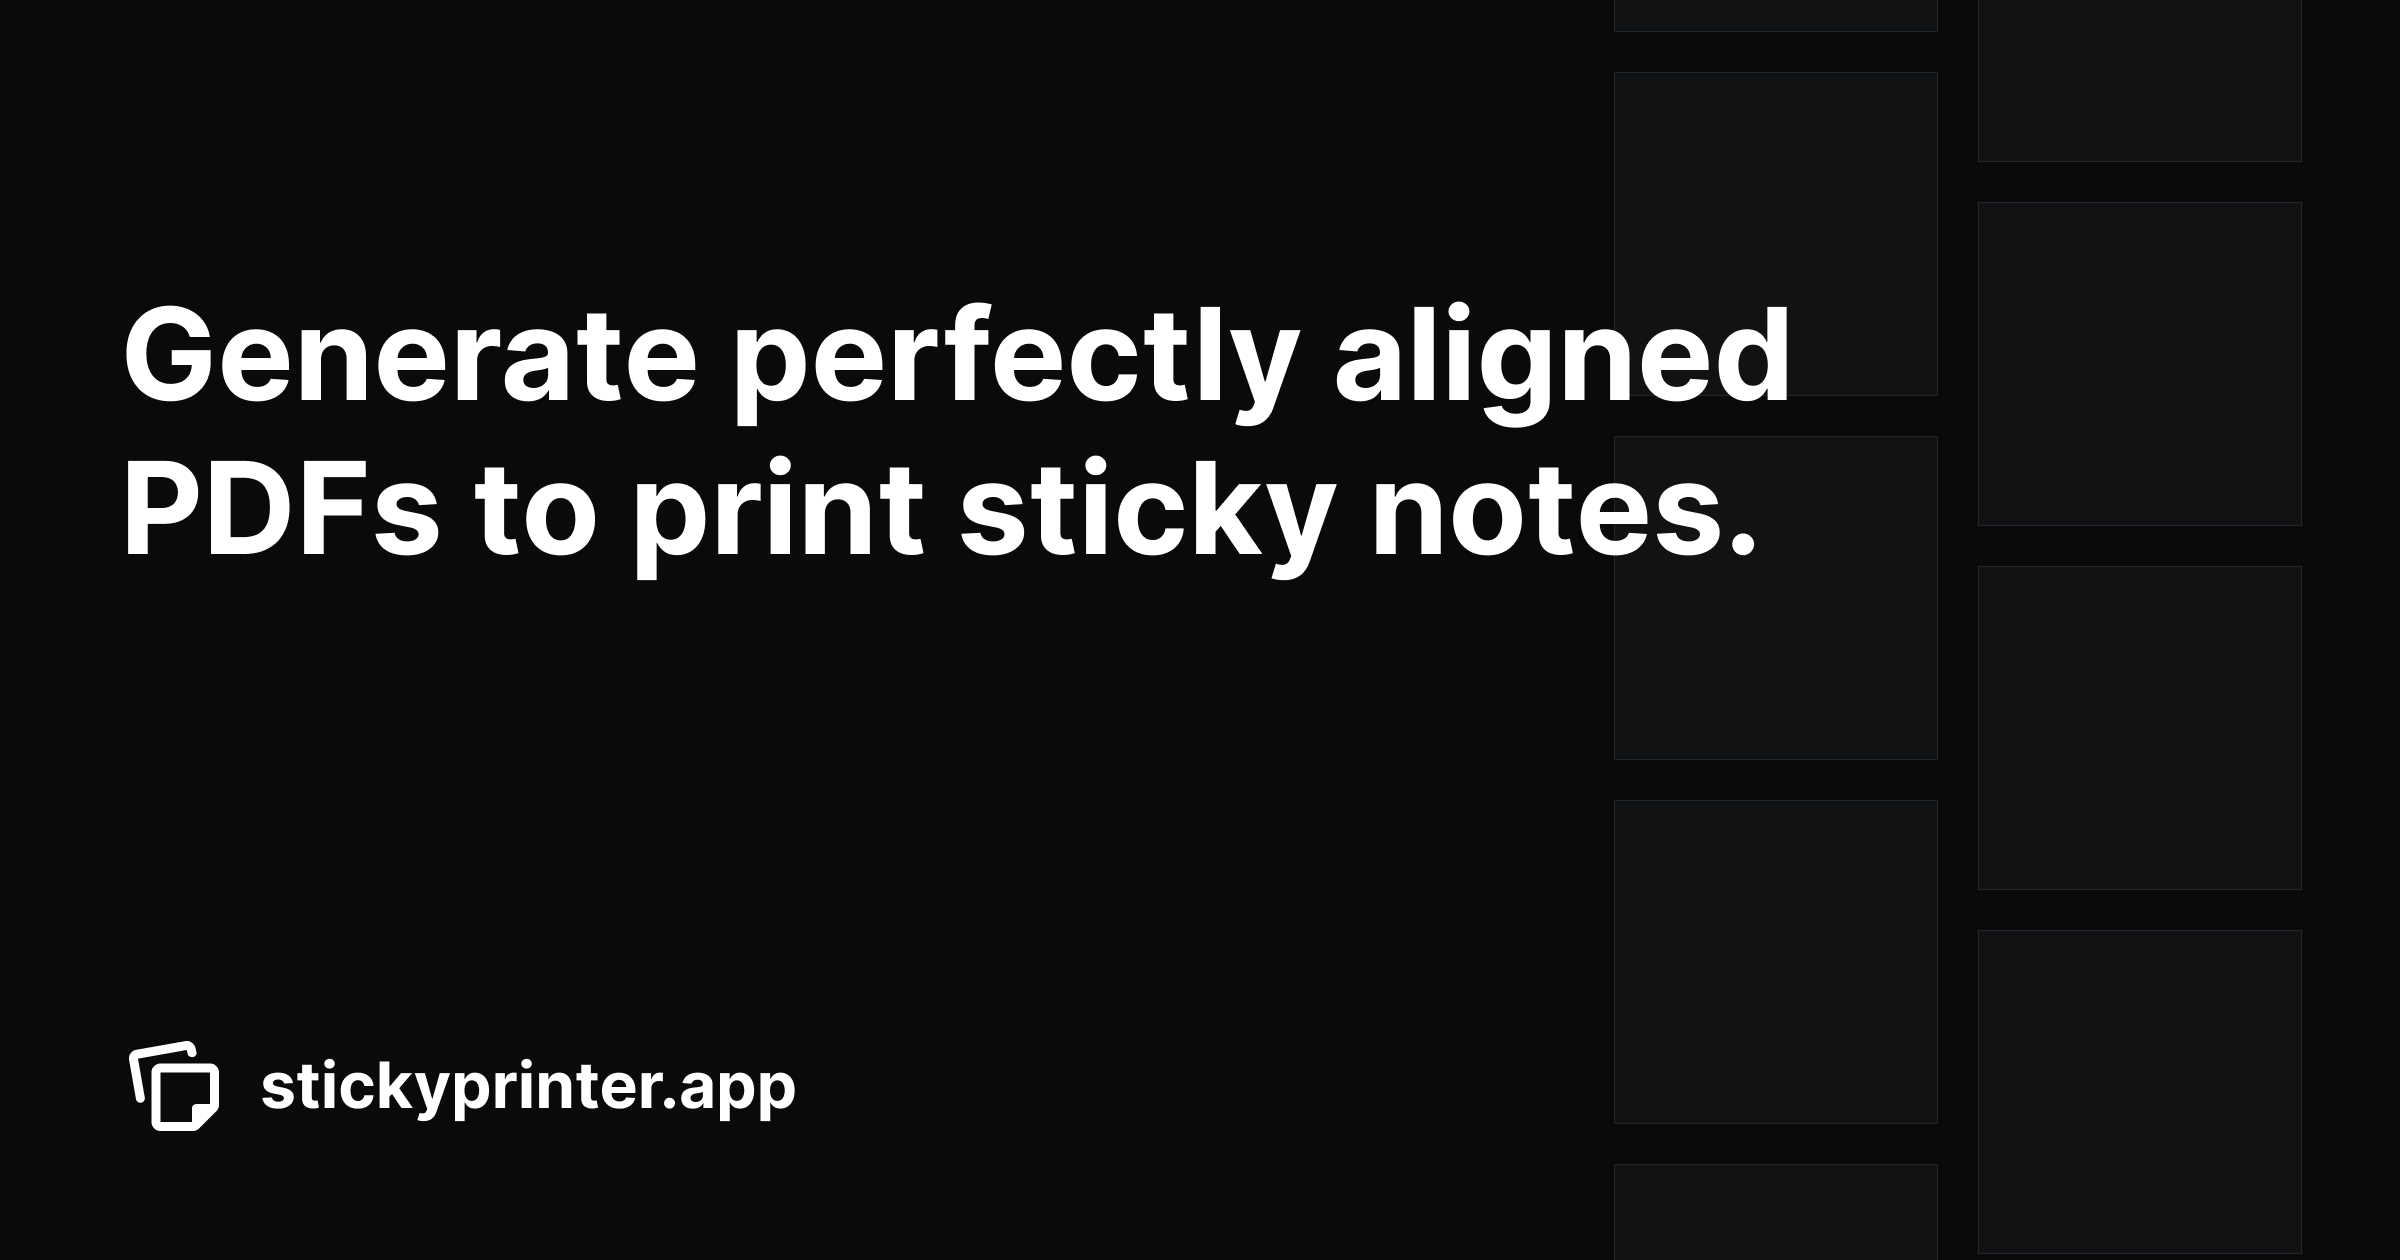 Generate perfectly aligned
PDFs to print sticky notes.
stickyprinter.app